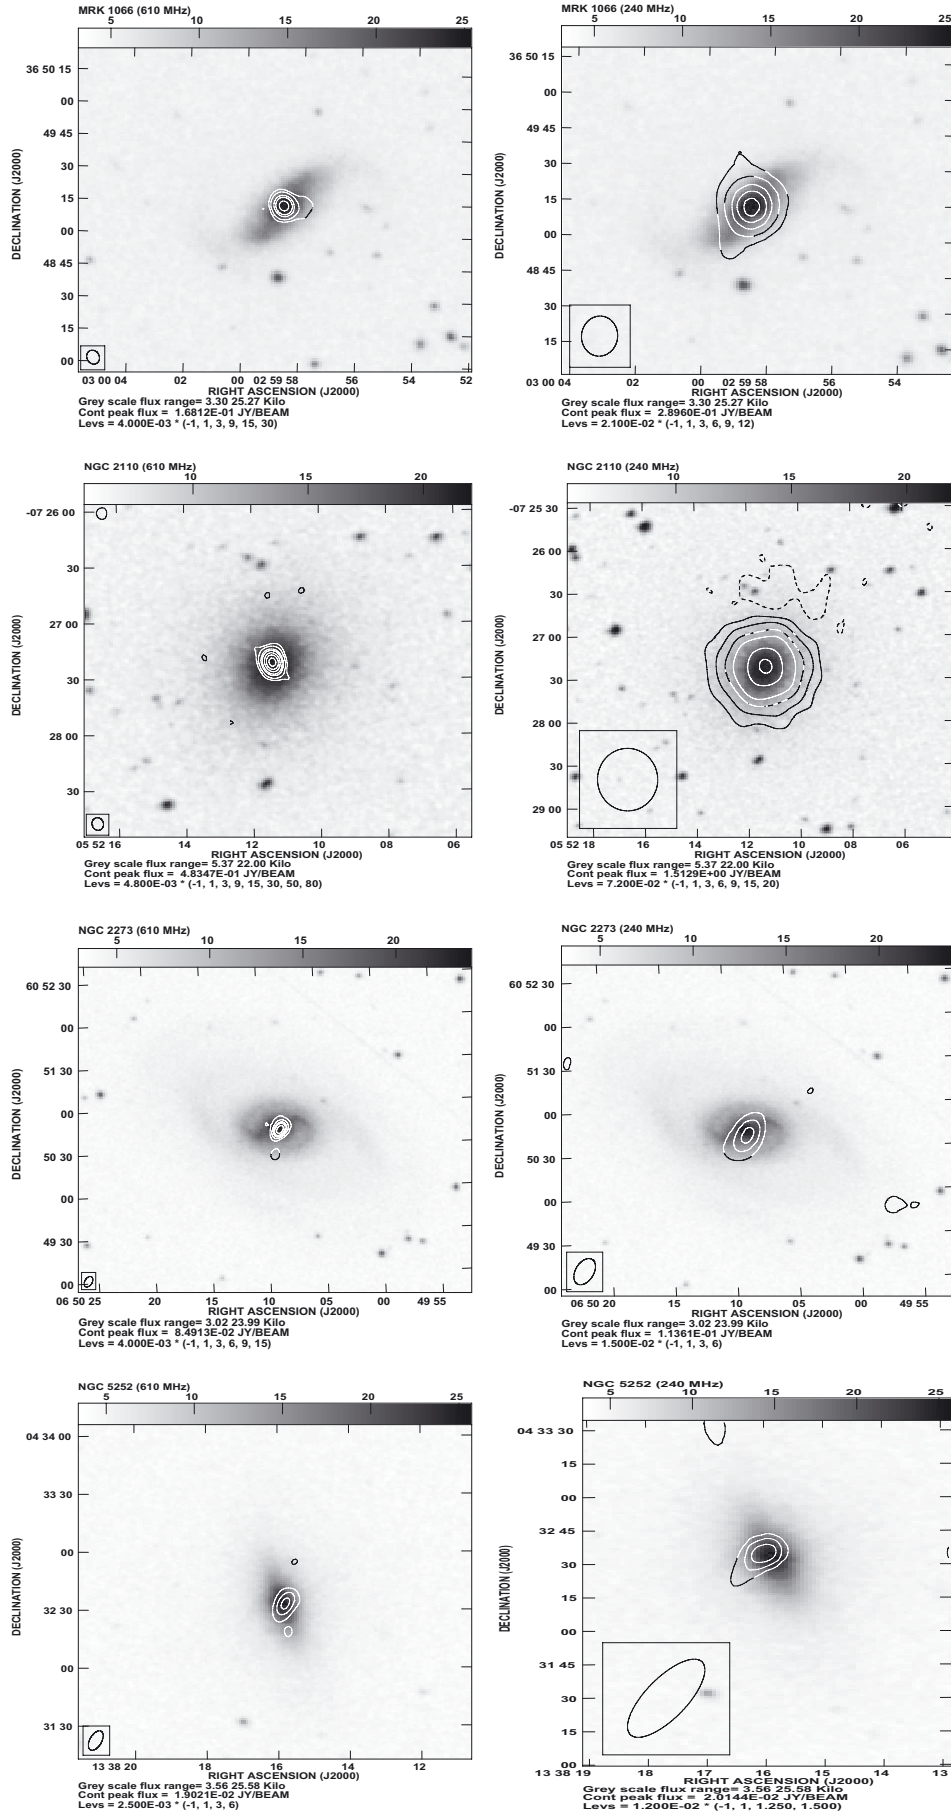 MRK 1066 (610 MHz)
5 10 15 20 25
36 50 15
00
49 45
30
15
00
48 45
30
15
00
DECLINATION (J2000)
03 00 04 02 00 02 59 58 56 54 52
RIGHT ASCENSION (J2000)
Grey scale flux range= 3.30 25.27 Kilo
Cont peak flux = 1.6812E-01 JY/BEAM
Levs = 4.000E-03 * (-1, 1, 3, 9, 15, 30)
MRK 1066 (240 MHz)
5 10 15 20 25
36 50 15
00
49 45
30
15
00
48 45
30
15
DECLINATION (J2000)
03 00 04 02 00 02 59 58 56 54
RIGHT ASCENSION (J2000)
Grey scale flux range= 3.30 25.27 Kilo
Cont peak flux = 2.8960E-01 JY/BEAM
Levs = 2.100E-02 * (-1, 1, 3, 6, 9, 12)
NGC 2110 (610 MHz)
10 15 20
-07 26 00
30
27 00
30
28 00
30
DECLINATION (J2000)
05 52 16 14 12 10 08 06
RIGHT ASCENSION (J2000)
Grey scale flux range= 5.37 22.00 Kilo
Cont peak flux = 4.8347E-01 JY/BEAM
Levs = 4.800E-03 * (-1, 1, 3, 9, 15, 30, 50, 80)
NGC 2110 (240 MHz)
10 15 20
-07 25 30
26 00
30
27 00
30
28 00
30
29 00
DECLINATION (J2000)
05 52 18 16 14 12 10 08 06
RIGHT ASCENSION (J2000)
Grey scale flux range= 5.37 22.00 Kilo
Cont peak flux = 1.5129E+00 JY/BEAM
Levs = 7.200E-02 * (-1, 1, 3, 6, 9, 15, 20)
NGC 2273 (610 MHz)
5 10 15 20
60 52 30
00
51 30
00
50 30
00
49 30
00
DECLINATION (J2000)
06 50 25 20 15 10 05 00 49 55
RIGHT ASCENSION (J2000)
Grey scale flux range= 3.02 23.99 Kilo
Cont peak flux = 8.4913E-02 JY/BEAM
Levs = 4.000E-03 * (-1, 1, 3, 6, 9, 15)
NGC 2273 (240 MHz)
5 10 15 20
60 52 30
00
51 30
00
50 30
00
49 30
00
DECLINATION (J2000)
06 50 20 15 10 05 00 49 55
RIGHT ASCENSION (J2000)
Grey scale flux range= 3.02 23.99 Kilo
Cont peak flux = 1.1361E-01 JY/BEAM
Levs = 1.500E-02 * (-1, 1, 3, 6)
NGC 5252 (610 MHz)
5 10 15 20 25
04 34 00
33 30
00
32 30
00
31 30
DECLINATION (J2000)
13 38 20 18 16 14 12
RIGHT ASCENSION (J2000)
Grey scale flux range= 3.56 25.58 Kilo
Cont peak flux = 1.9021E-02 JY/BEAM
Levs = 2.500E-03 * (-1, 1, 3, 6)
NGC 5252 (240 MHz)
5 10 15 20 25
04 33 30
15
00
32 45
30
15
00
31 45
30
15
00
DECLINATION (J2000)
13 38 19 18 17 16 15 14 13
RIGHT ASCENSION (J2000)
Grey scale flux range= 3.56 25.58 Kilo
Cont peak flux = 2.0144E-02 JY/BEAM
Levs = 1.200E-02 * (-1, 1, 1.250, 1.500)